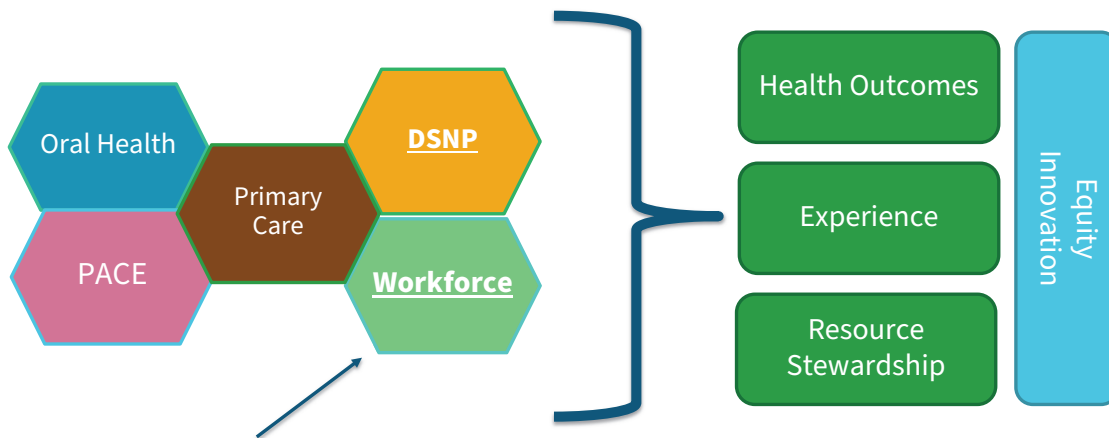 Oral Health
PACE
Primary
Care
DSNP
Workforce
Health Outcomes
Experience
Resource
Stewardship
Equity
Innovation